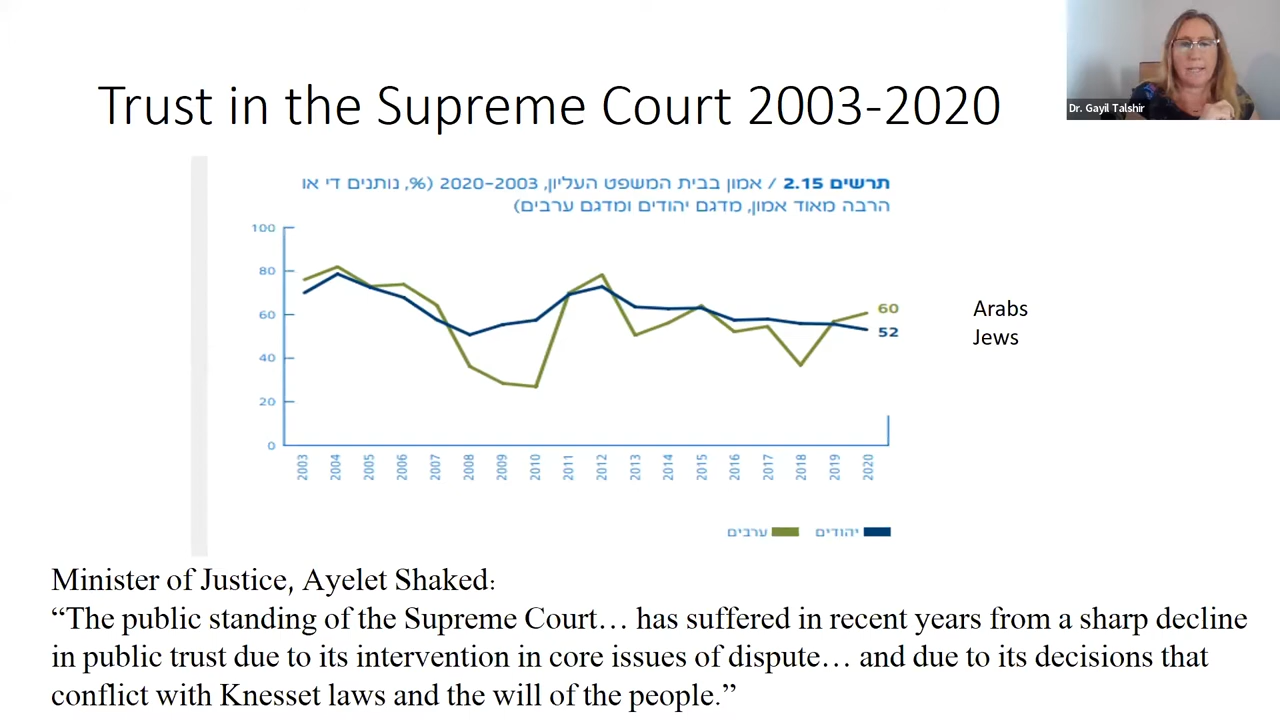 Dr. Gayil Talshir
Trust in the Supreme Court 2003-2020
תרשים 2.15 / אמון בבית המשפט העליון, 2003–2020 (%, נותנים די או
הרבה מאוד אמון, מדגם יהודים ומדגם ערבים)
100
80
60
40
20
0
60
52
Arabs
Jews
2003 2004 2005 2006 2007 2008 2009 2010 2011 2012 2013 2014 2015 2016 2017 2018 2019 2020
יהודים ערבים
Minister of Justice, Ayelet Shaked:
“The public standing of the Supreme Court… has suffered in recent years from a sharp decline
in public trust due to its intervention in core issues of dispute… and due to its decisions that
conflict with Knesset laws and the will of the people.”